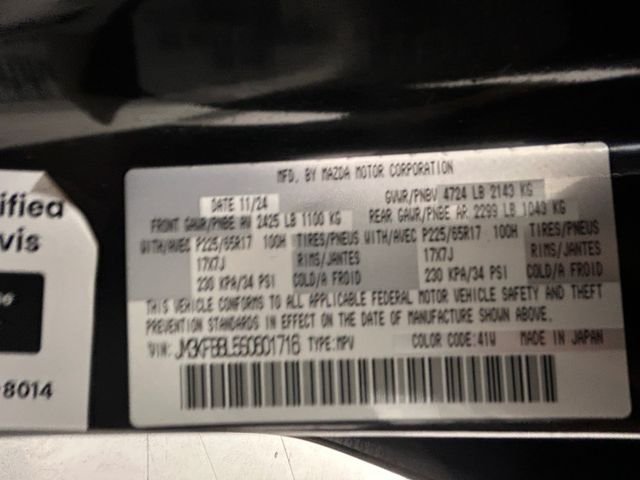 ified
vis
8014
MFD. BY MAZDA MOTOR CORPORATION
DATE 11/24 GVWR/PNBV 4724 LB 2143 KG
FRONT GAWR/PNBE AV 2425 LB 1100 KG REAR GAWR/PNBE AR 2299 LB 1043 KG
WITH/AVEC P225/65R17 100H TIRES/PNEUS WITH/AVEC P225/65R17 100H TIRES/PNEUS
17X7J RIMS/JANTES 17X7J RIMS/JANTES
230 KPA/34 PSI COLD/A FROID 230 KPA/34 PSI COLD/A FROID
THIS VEHICLE CONFORMS TO ALL APPLICABLE FEDERAL MOTOR VEHICLE SAFETY AND THEFT
PREVENTION STANDARDS IN EFFECT ON THE DATE OF MANUFACTURE SHOWN ABOVE.
VIN: TYPE:MPV COLOR CODE:41W MADE IN JAPAN